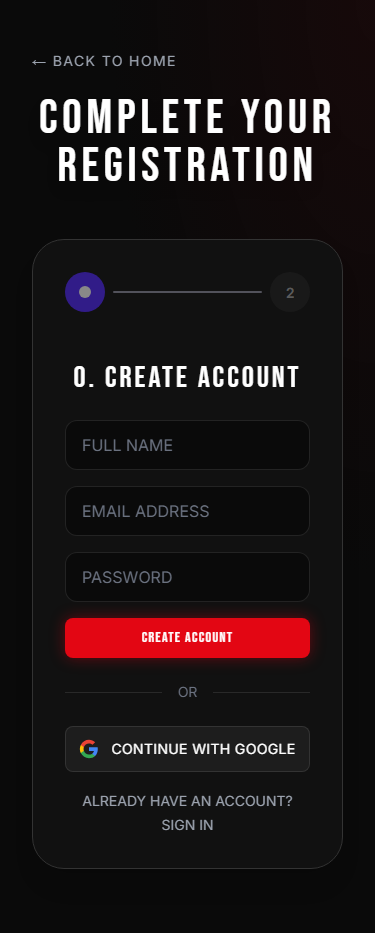 ← BACK TO HOME
COMPLETE YOUR
REGISTRATION
2
0. CREATE ACCOUNT
FULL NAME
EMAIL ADDRESS
PASSWORD
CREATE ACCOUNT
OR
CONTINUE WITH GOOGLE
ALREADY HAVE AN ACCOUNT?
SIGN IN